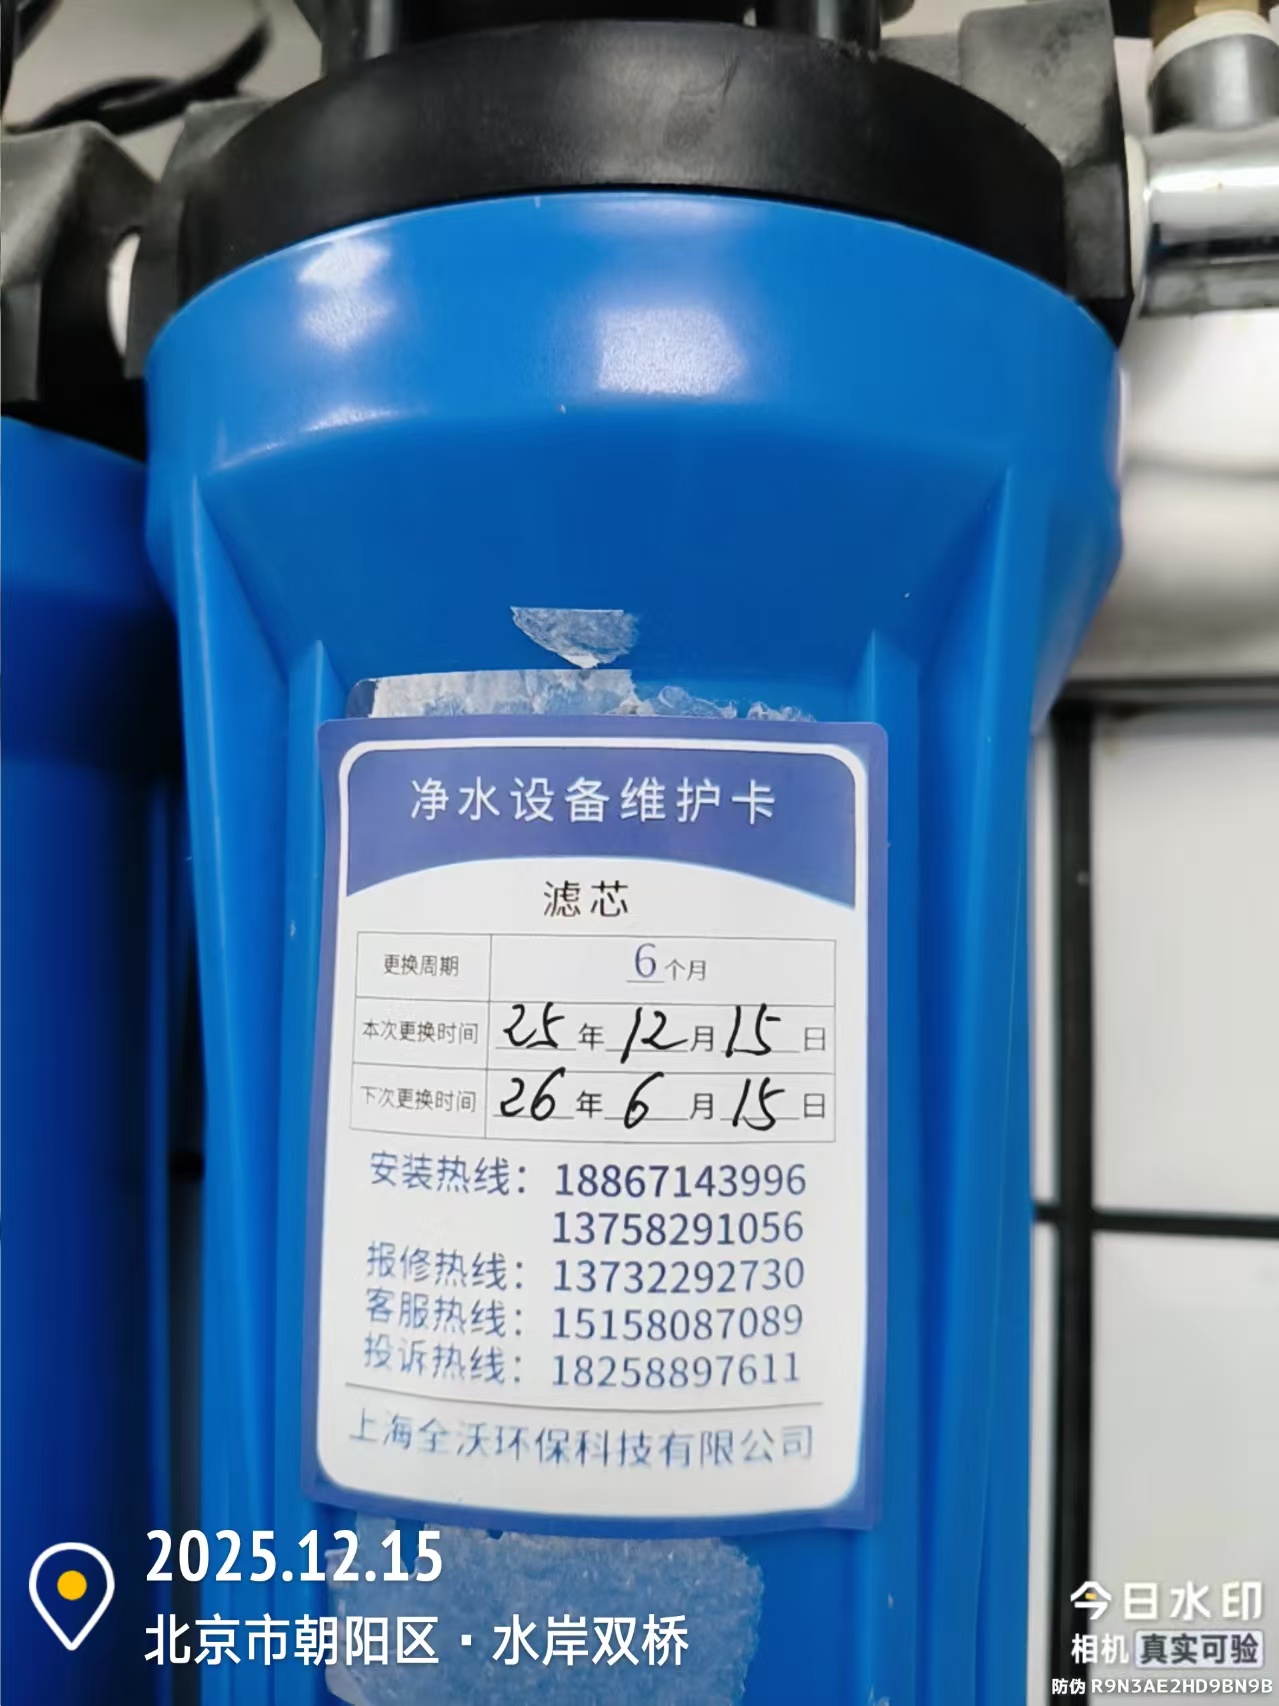 净水设备维护卡
滤芯
更换周期 6个月
本次更换时间 25年12月15日
下次更换时间 26年6月15日
安装热线：18867143996
13758291056
报修热线：13732292730
客服热线：15158087089
投诉热线：18258897611
上海全沃环保科技有限公司
2025.12.15
北京市朝阳区·水岸双桥
今日水印
相机 真实可验
防伪 R9N3AE2HD9BN9B